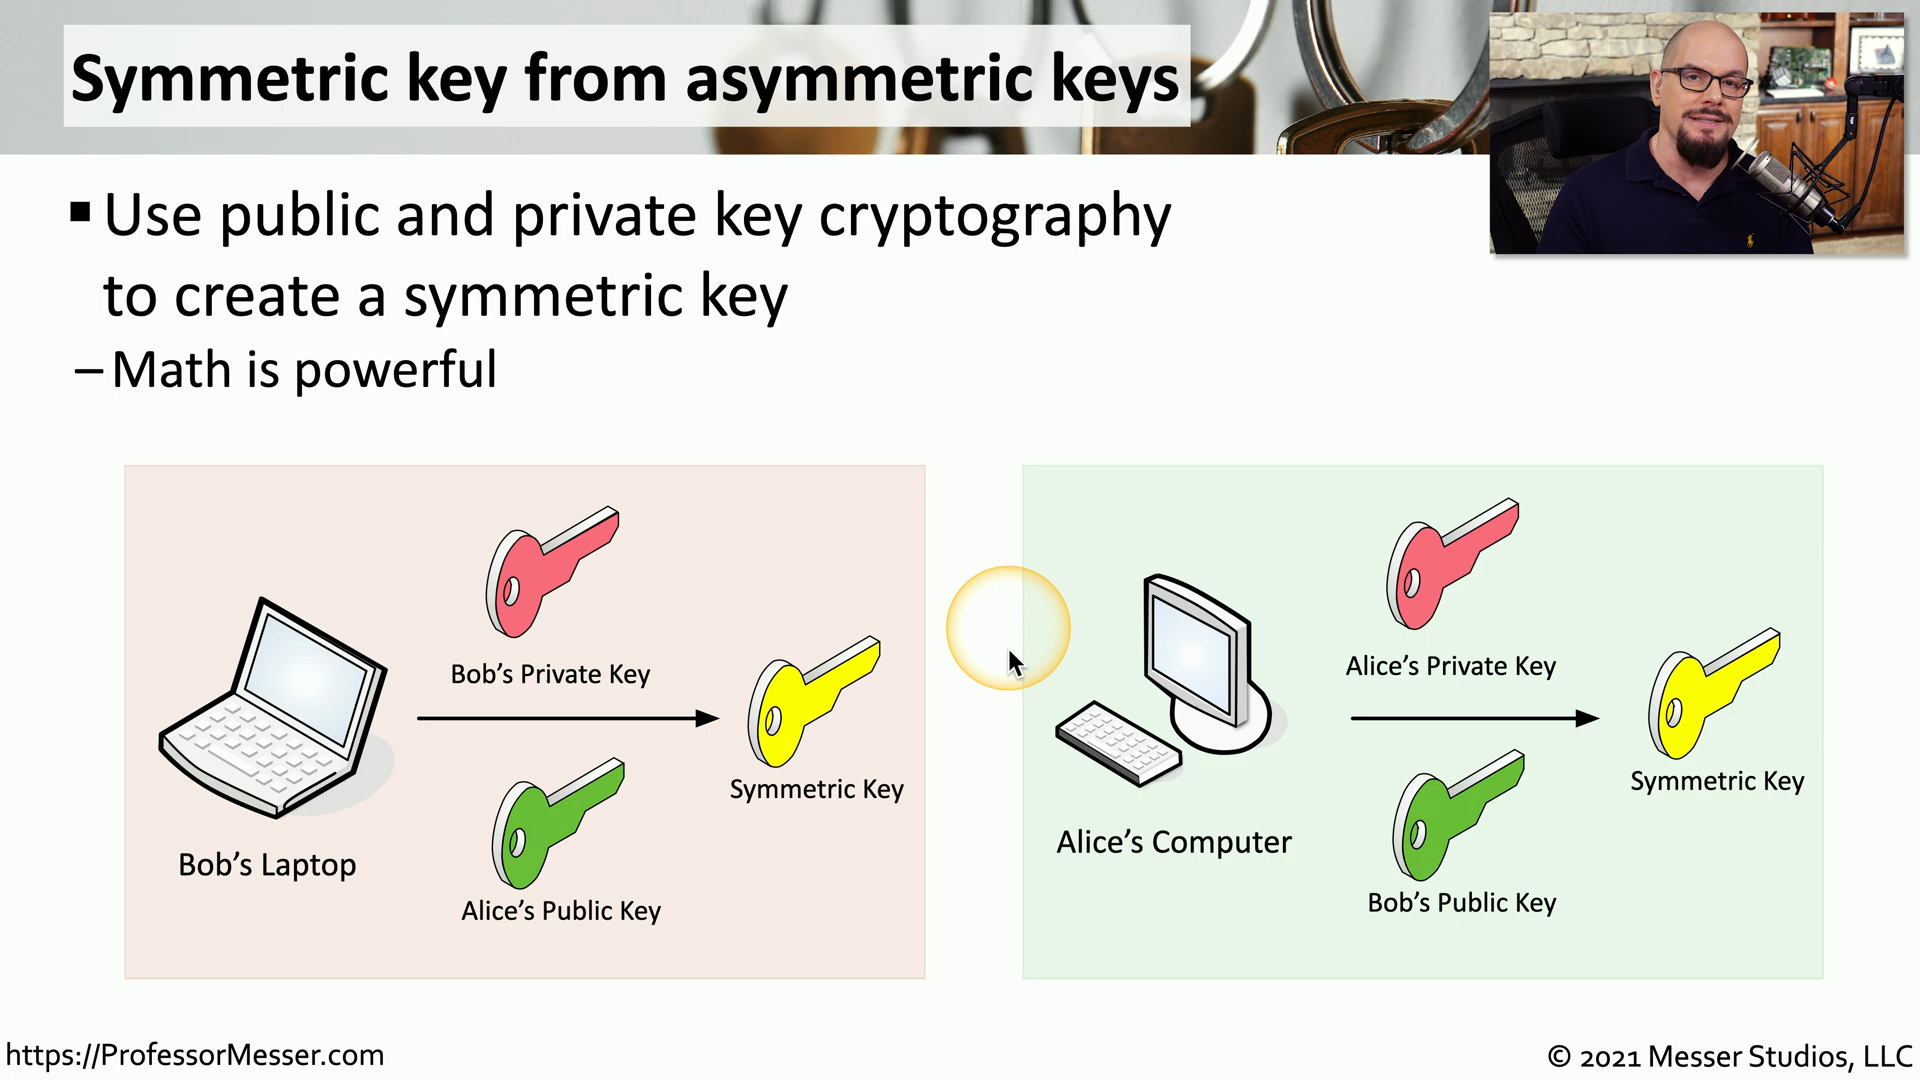 Symmetric key from asymmetric keys
▪ Use public and private key cryptography
to create a symmetric key
– Math is powerful
Bob’s Private Key
Symmetric Key
Bob’s Laptop
Alice’s Public Key
Alice’s Private Key
Symmetric Key
Alice’s Computer
Bob’s Public Key
https://ProfessorMesser.com
© 2021 Messer Studios, LLC